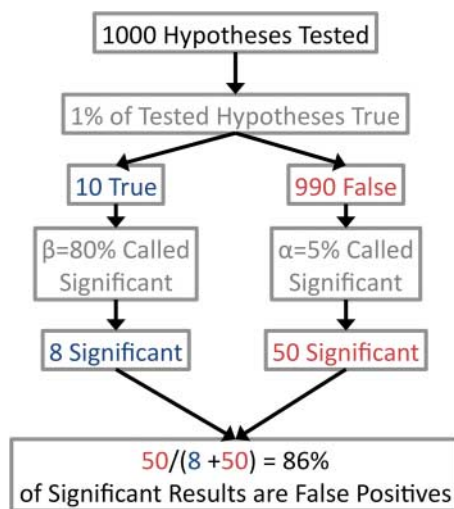 1000 Hypotheses Tested
1% of Tested Hypotheses True
10 True
990 False
β=80% Called
Significant
α=5% Called
Significant
8 Significant
50 Significant
50/(8 +50) = 86%
of Significant Results are False Positives